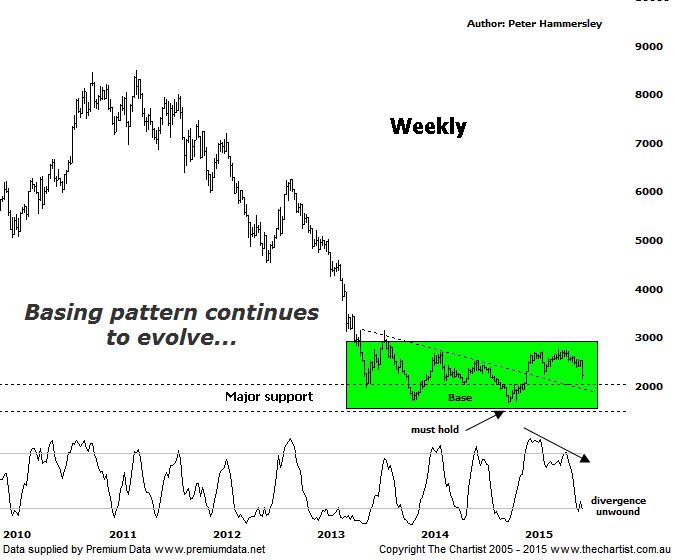 10000
Author: Peter Hammersley
9000
8000
Weekly
7000
6000
5000
4000
Basing pattern continues
to evolve...
3000
2000
Major support
Base
must hold
divergence
unwound
2010 2011 2012 2013 2014 2015
Data supplied by Premium Data www.premiumdata.net Copyright The Chartist 2005 - 2015 www.thechartist.com.au